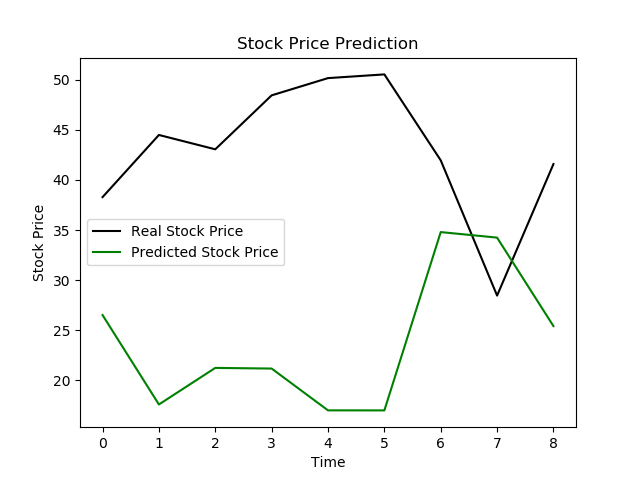 Stock Price Prediction
Stock Price
50
45
40
35
30
25
20
Real Stock Price
Predicted Stock Price
0 1 2 3 4 5 6 7 8
Time